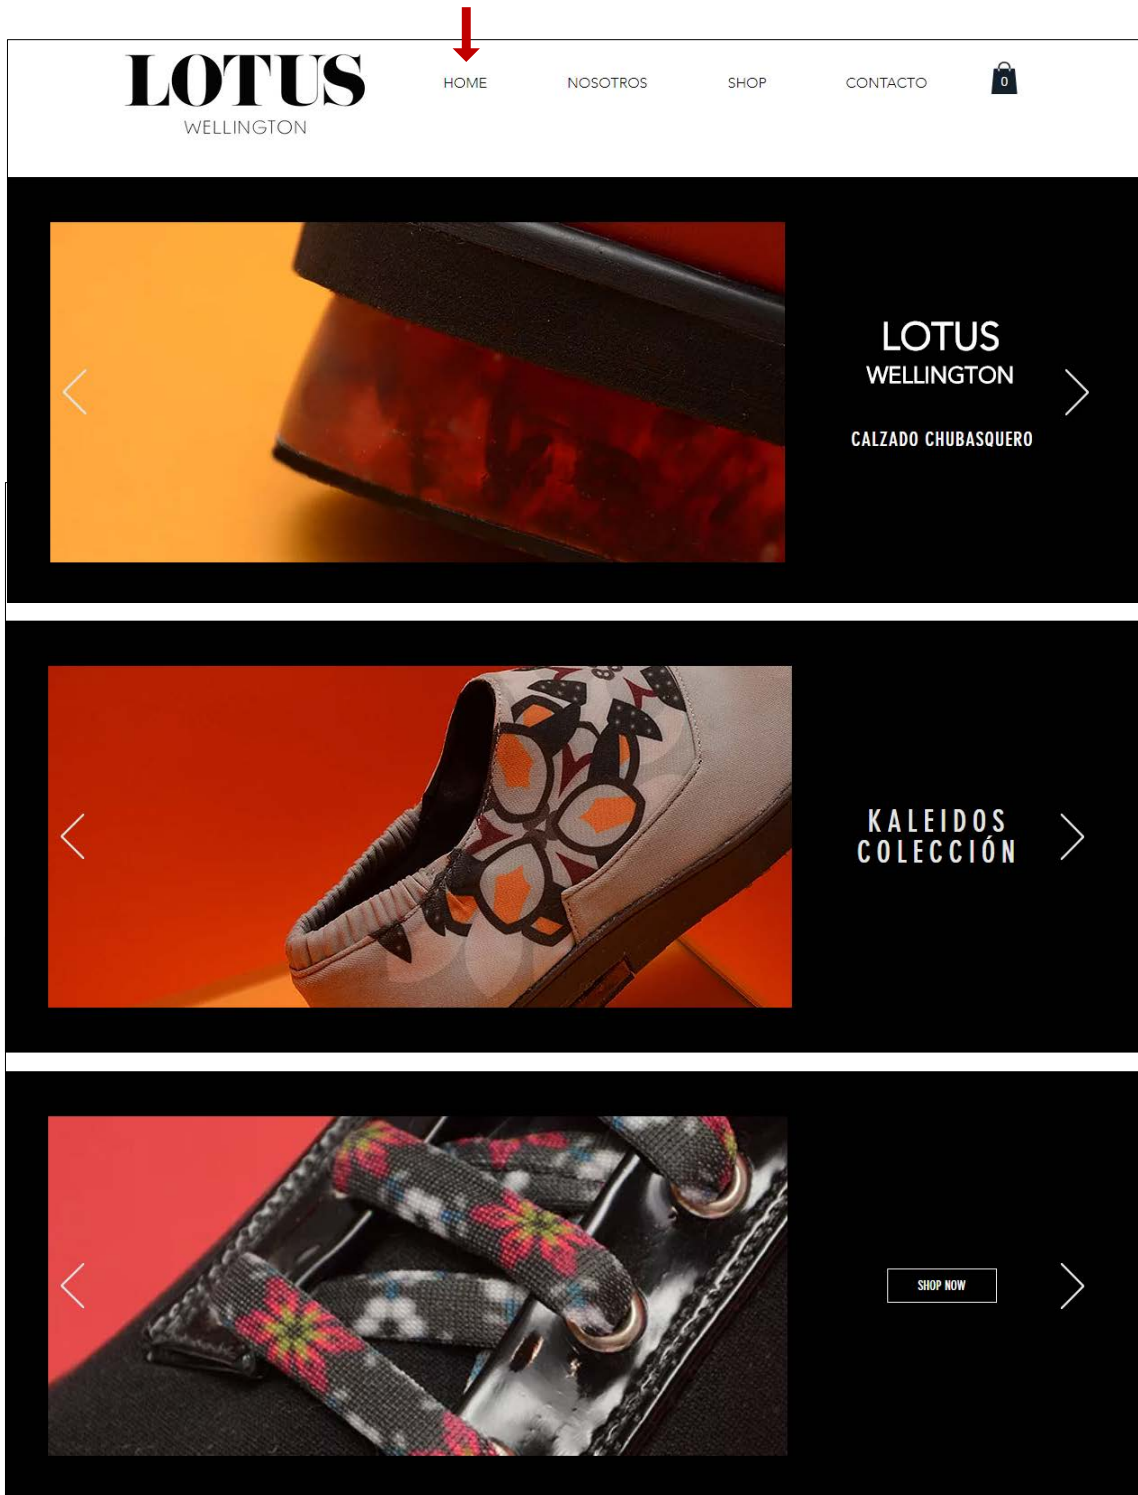 LOTUS
WELLINGTON
HOME NOSOTROS SHOP CONTACTO 0
LOTUS
WELLINGTON
CALZADO CHUBASQUERO
KALEIDOS
COLECCIÓN
SHOP NOW